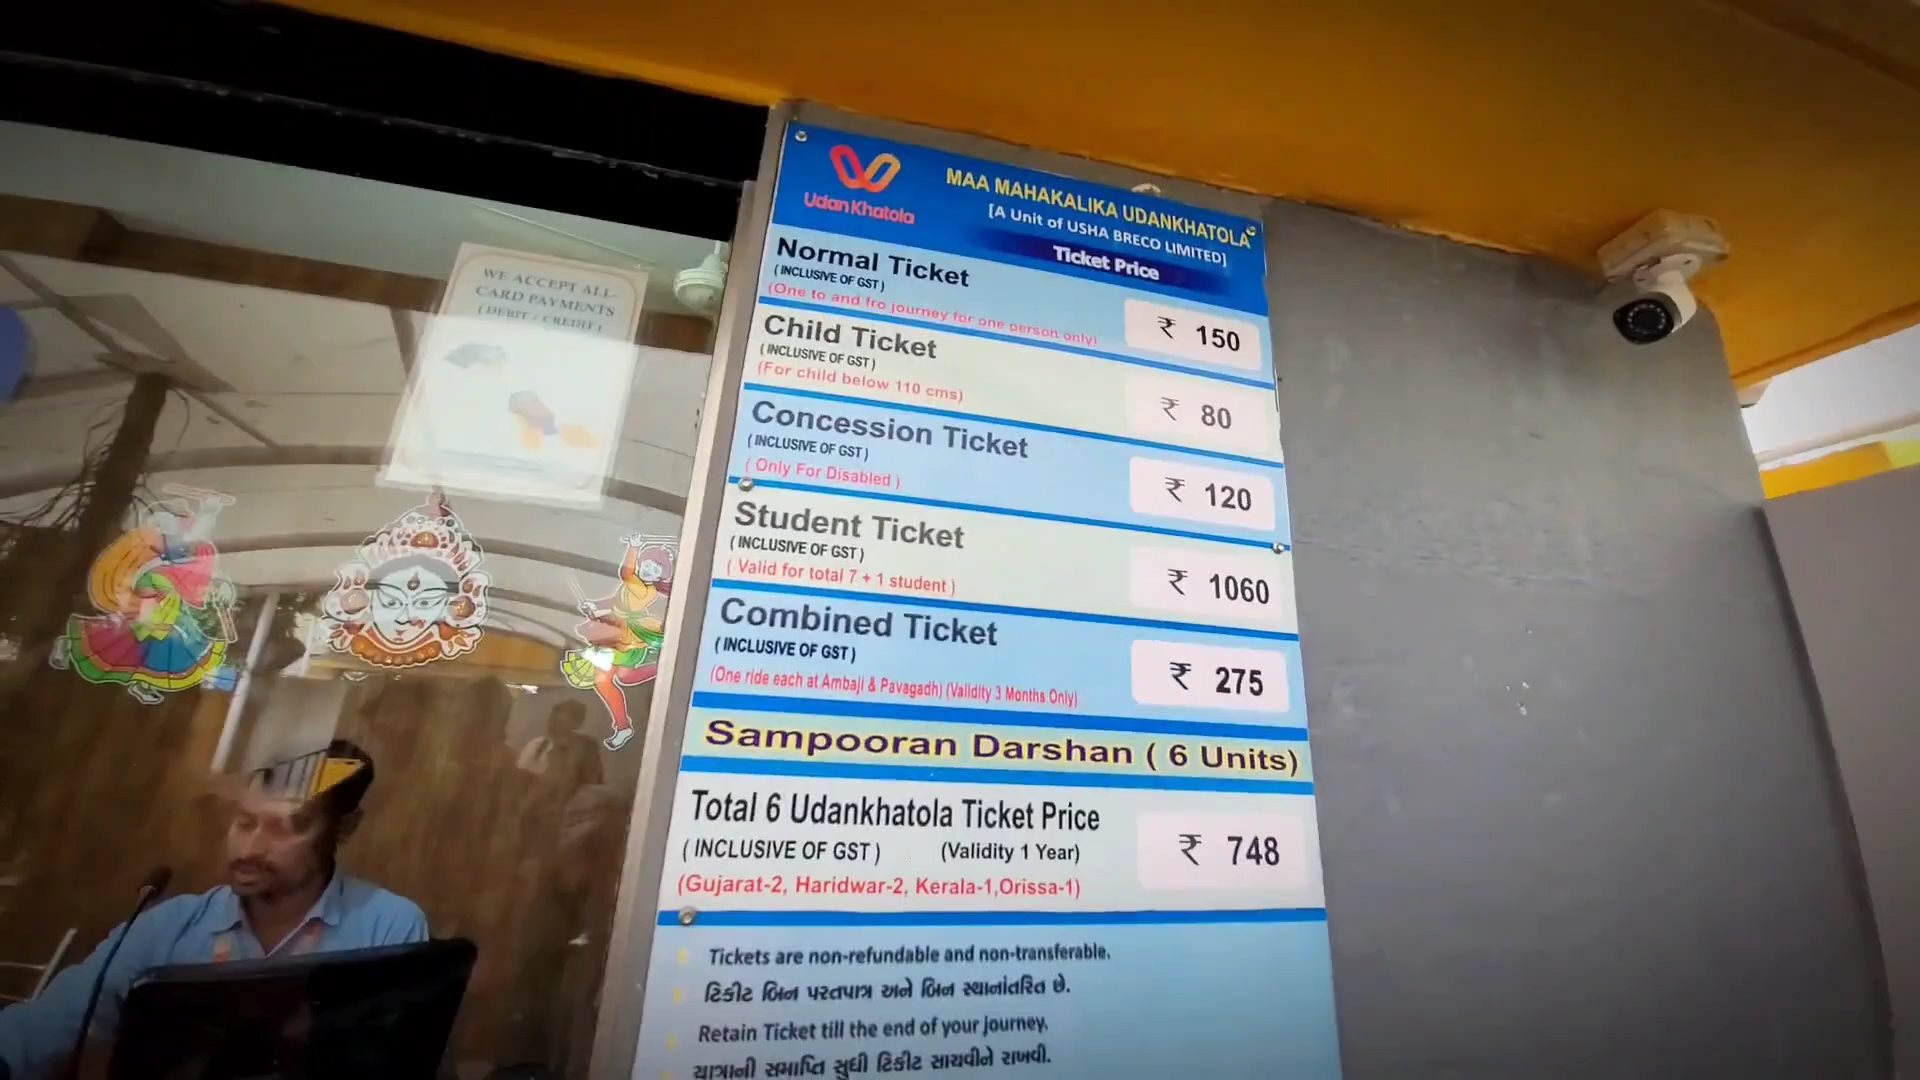 WE ACCEPT ALL-
CARD PAYMENTS
( DEBIT / CREDIT )
Udan Khatola
MAA MAHAKALIKA UDANKHATOLA
[A Unit of USHA BRECO LIMITED]
Ticket Price
Normal Ticket
( INCLUSIVE OF GST )
(One to and fro journey for one person only)
₹ 150
Child Ticket
( INCLUSIVE OF GST )
(For child below 110 cms)
₹ 80
Concession Ticket
( INCLUSIVE OF GST )
( Only For Disabled )
₹ 120
Student Ticket
( INCLUSIVE OF GST )
( Valid for total 7 + 1 student )
₹ 1060
Combined Ticket
( INCLUSIVE OF GST )
(One ride each at Ambaji & Pavagadh) (Validity 3 Months Only)
₹ 275
Sampooran Darshan ( 6 Units)
Total 6 Udankhatola Ticket Price
( INCLUSIVE OF GST ) (Validity 1 Year)
(Gujarat-2, Haridwar-2, Kerala-1,Orissa-1)
₹ 748
Tickets are non-refundable and non-transferable.
ટિકીટ બિન પરતપાત્ર અને બિન સ્થાનાંતરિત છે.
Retain Ticket till the end of your journey.
યાત્રાની સમાપ્તિ સુધી ટિકીટ સાચવીને રાખવી.